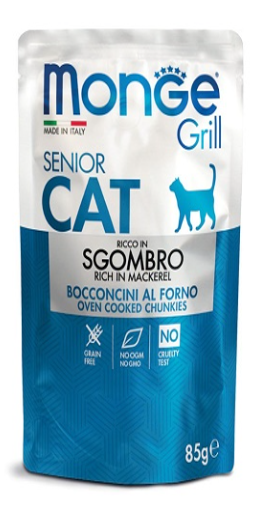 MONGE
MADE IN ITALY
Grill
SENIOR
CAT
RICCO IN
SGOMBRO
RICH IN MACKEREL
BOCCONCINI AL FORNO
OVEN COOKED CHUNKIES
GRAIN
FREE
NO OGM
NO GMO
NO
CRUELTY
TEST
85g℮